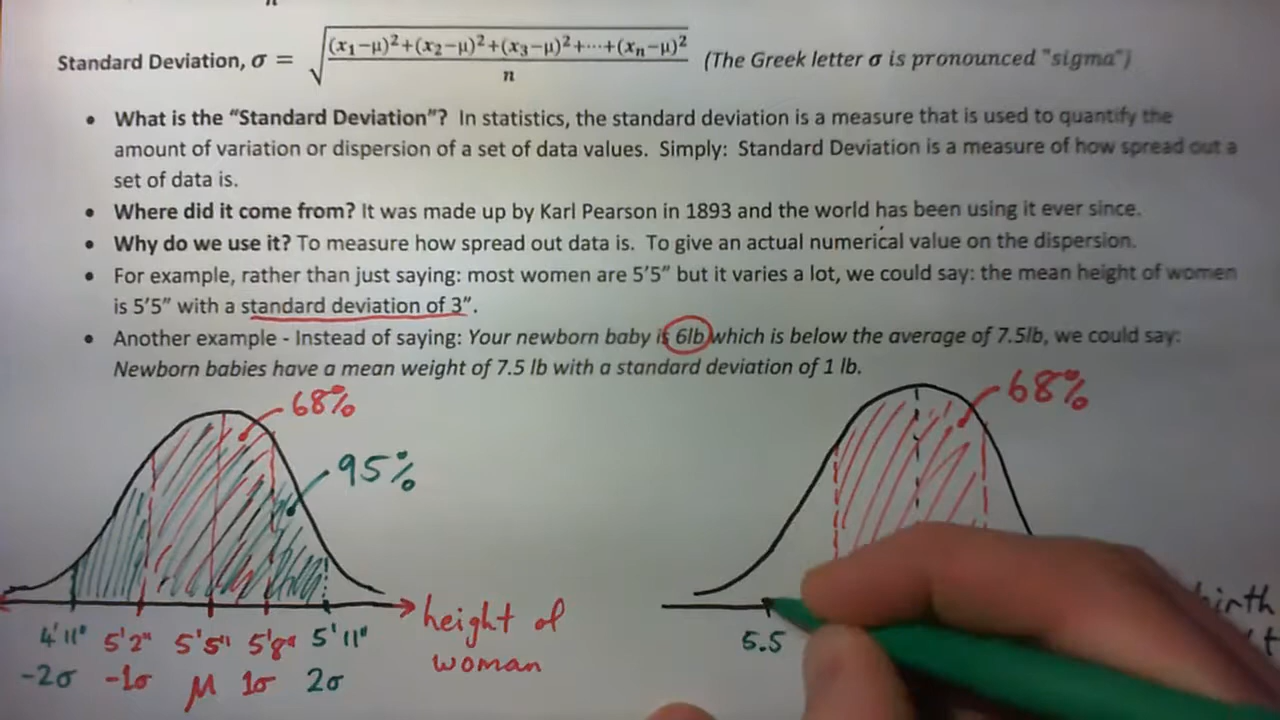 n
Standard Deviation, σ = √((x₁−μ)²+(x₂−μ)²+(x₃−μ)²+⋯+(xₙ−μ)² / n) (The Greek letter σ is pronounced "sigma")
• What is the “Standard Deviation”? In statistics, the standard deviation is a measure that is used to quantify the
amount of variation or dispersion of a set of data values. Simply: Standard Deviation is a measure of how spread out a
set of data is.
• Where did it come from? It was made up by Karl Pearson in 1893 and the world has been using it ever since.
• Why do we use it? To measure how spread out data is. To give an actual numerical value on the dispersion.
• For example, rather than just saying: most women are 5’5” but it varies a lot, we could say: the mean height of women
is 5’5” with a standard deviation of 3”.
• Another example - Instead of saying: Your newborn baby is 6lb which is below the average of 7.5lb, we could say:
Newborn babies have a mean weight of 7.5 lb with a standard deviation of 1 lb.
68%
95%
4'11" 5'2" 5'5" 5'8" 5'11"
-2σ -1σ μ 1σ 2σ
height of
woman
68%
5.5
birth